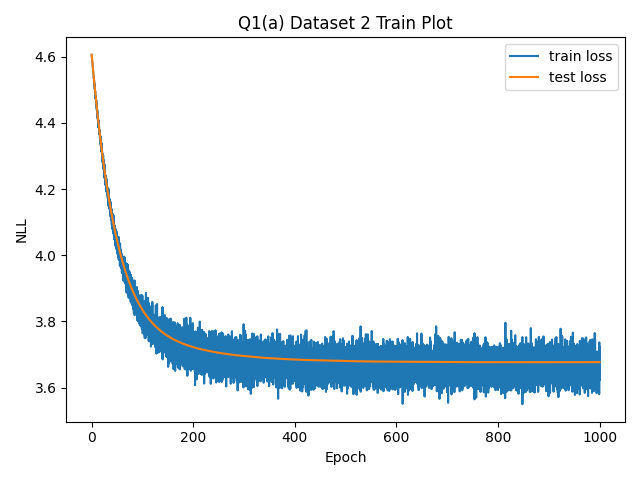 Q1(a) Dataset 2 Train Plot
train loss
test loss
NLL
4.6
4.4
4.2
4.0
3.8
3.6
0 200 400 600 800 1000
Epoch